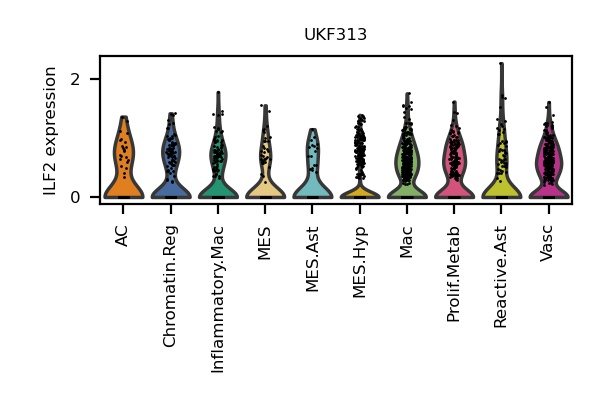 UKF313
ILF2 expression
2
0
AC
Chromatin.Reg
Inflammatory.Mac
MES
MES.Ast
MES.Hyp
Mac
Prolif.Metab
Reactive.Ast
Vasc